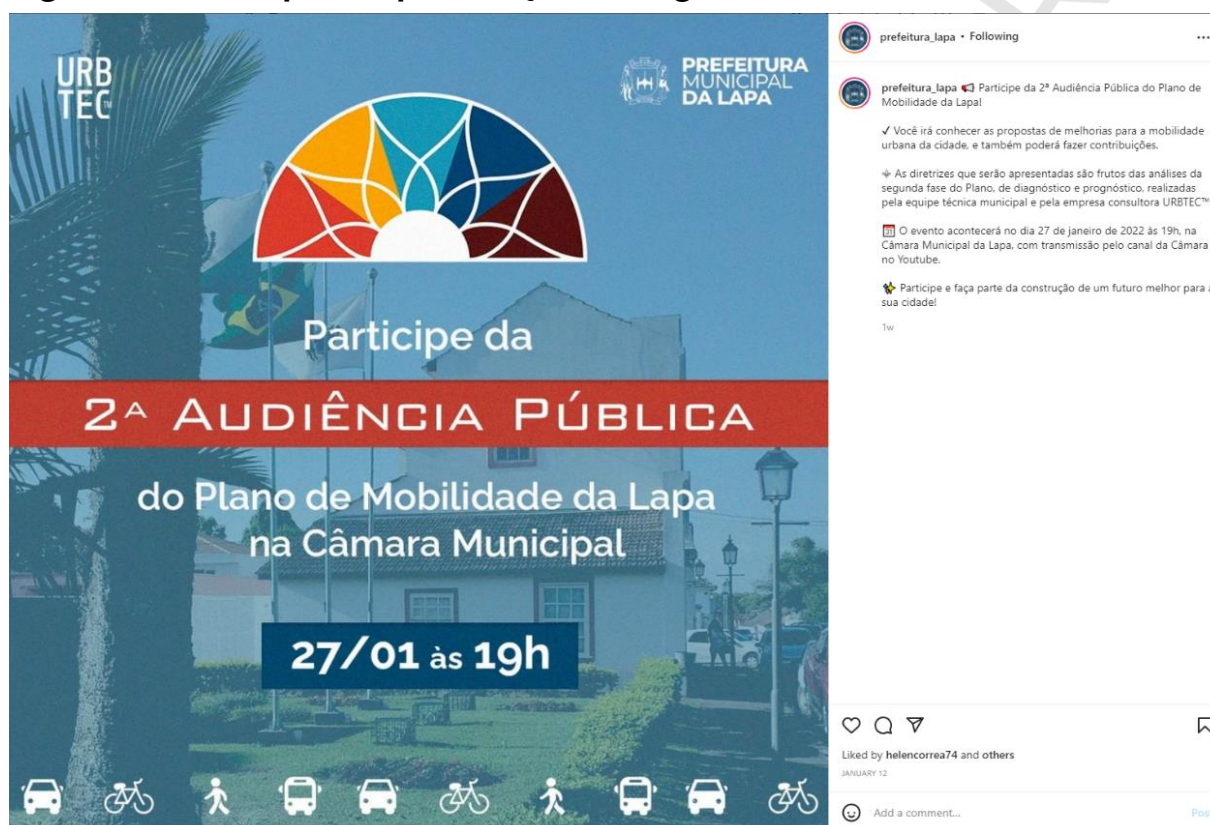 URB
TEC™
PREFEITURA
MUNICIPAL
DA LAPA
Participe da
2ª AUDIÊNCIA PÚBLICA
do Plano de Mobilidade da Lapa
na Câmara Municipal
27/01 às 19h
prefeitura_lapa • Following
prefeitura_lapa 📢 Participe da 2ª Audiência Pública do Plano de
Mobilidade da Lapa!
✓ Você irá conhecer as propostas de melhorias para a mobilidade
urbana da cidade, e também poderá fazer contribuições.
As diretrizes que serão apresentadas são frutos das análises da
segunda fase do Plano, de diagnóstico e prognóstico, realizadas
pela equipe técnica municipal e pela empresa consultora URBTEC™
O evento acontecerá no dia 27 de janeiro de 2022 às 19h, na
Câmara Municipal da Lapa, com transmissão pelo canal da Câmara
no Youtube.
Participe e faça parte da construção de um futuro melhor para a
sua cidade!
1w
Liked by helencorrea74 and others
JANUARY 12
Add a comment...